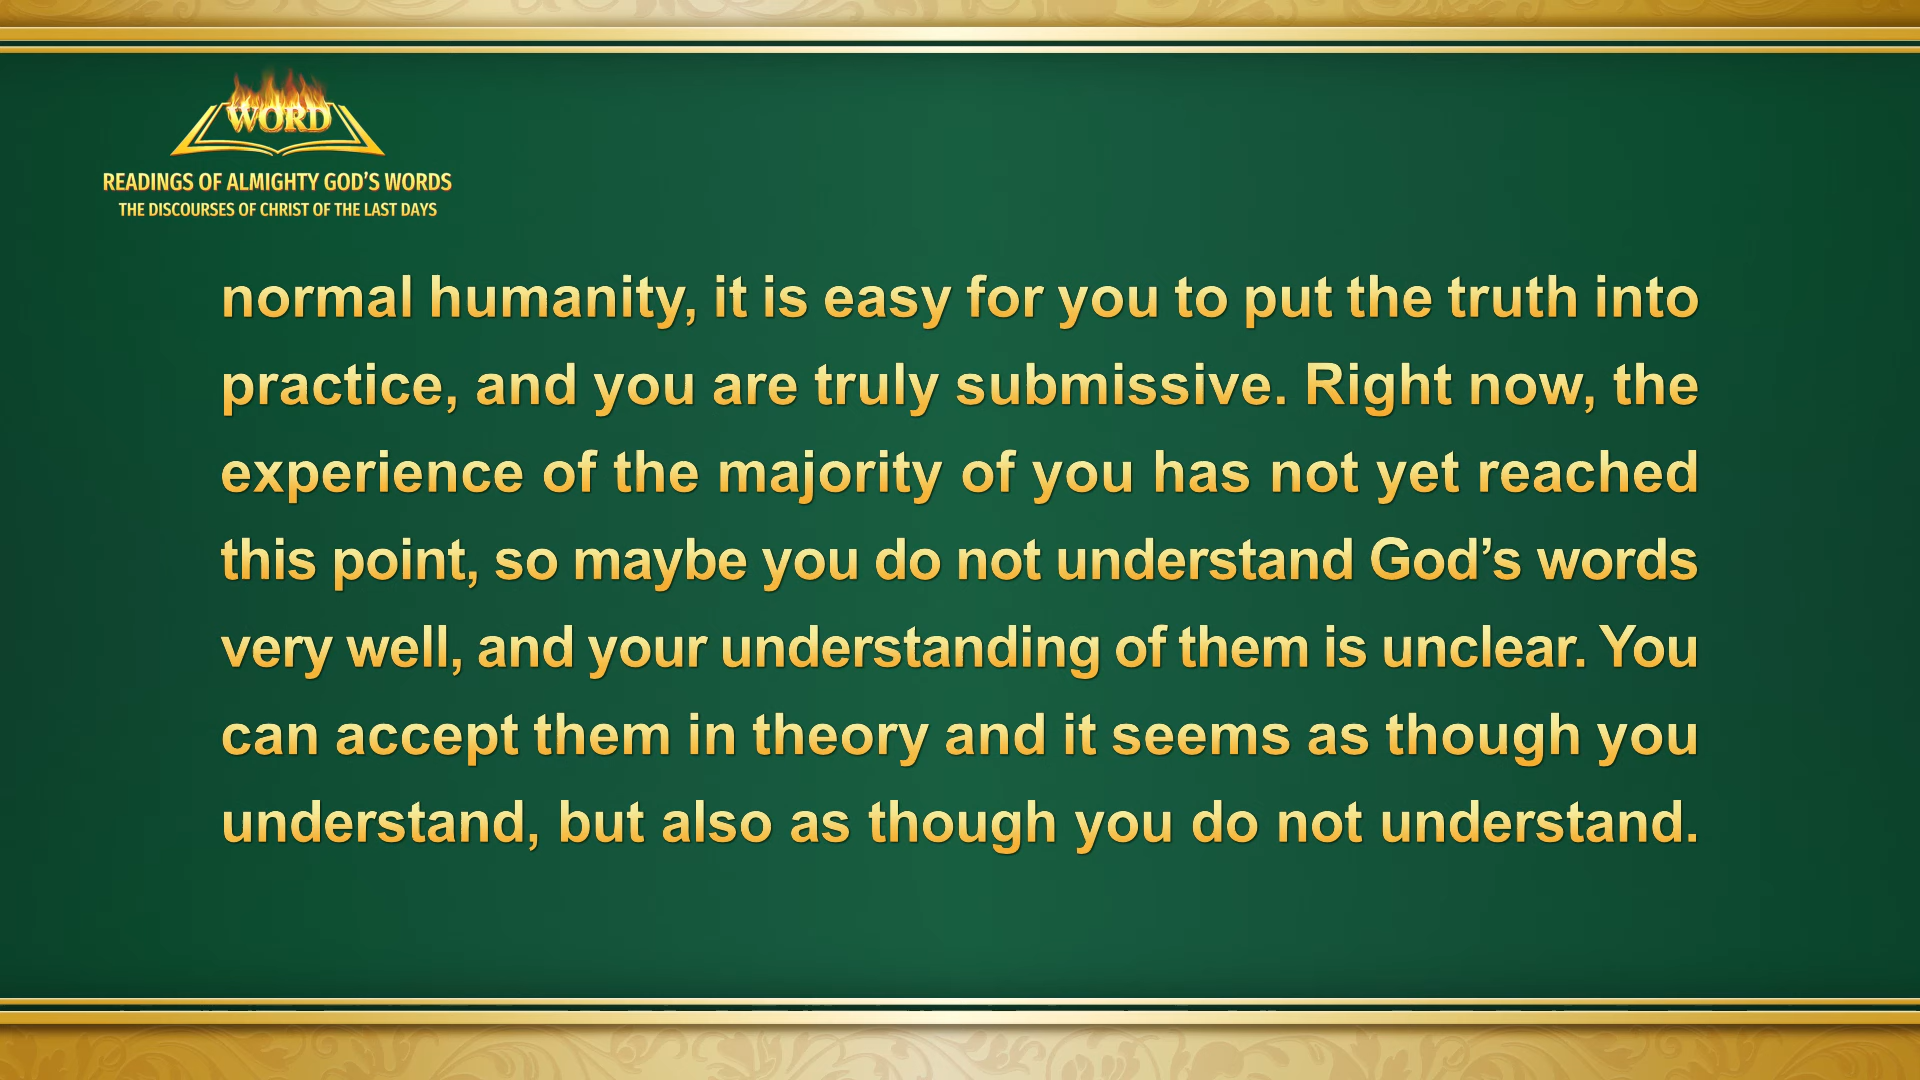 WORD
READINGS OF ALMIGHTY GOD’S WORDS
THE DISCOURSES OF CHRIST OF THE LAST DAYS
normal humanity, it is easy for you to put the truth into
practice, and you are truly submissive. Right now, the
experience of the majority of you has not yet reached
this point, so maybe you do not understand God’s words
very well, and your understanding of them is unclear. You
can accept them in theory and it seems as though you
understand, but also as though you do not understand.